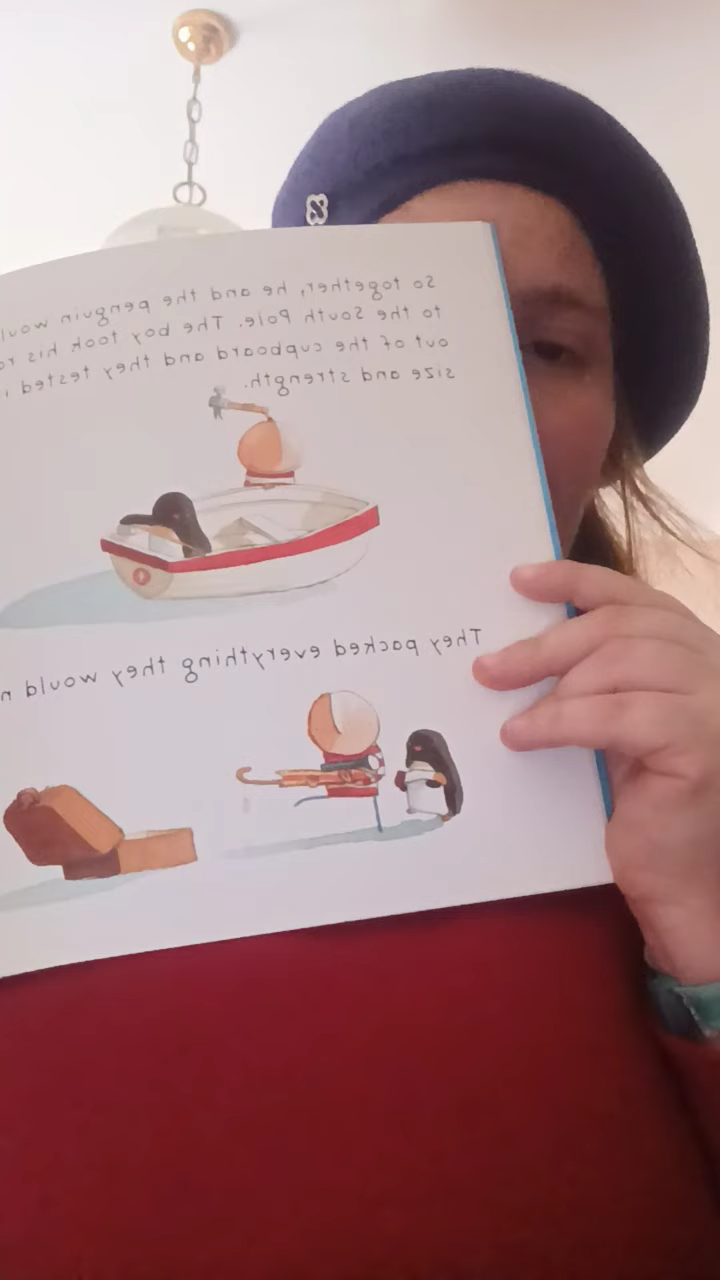 So together, he and the penguin
to the South Pole. The boy took his
out of the cupboard and they tested
size and strength.
They packed everything they would